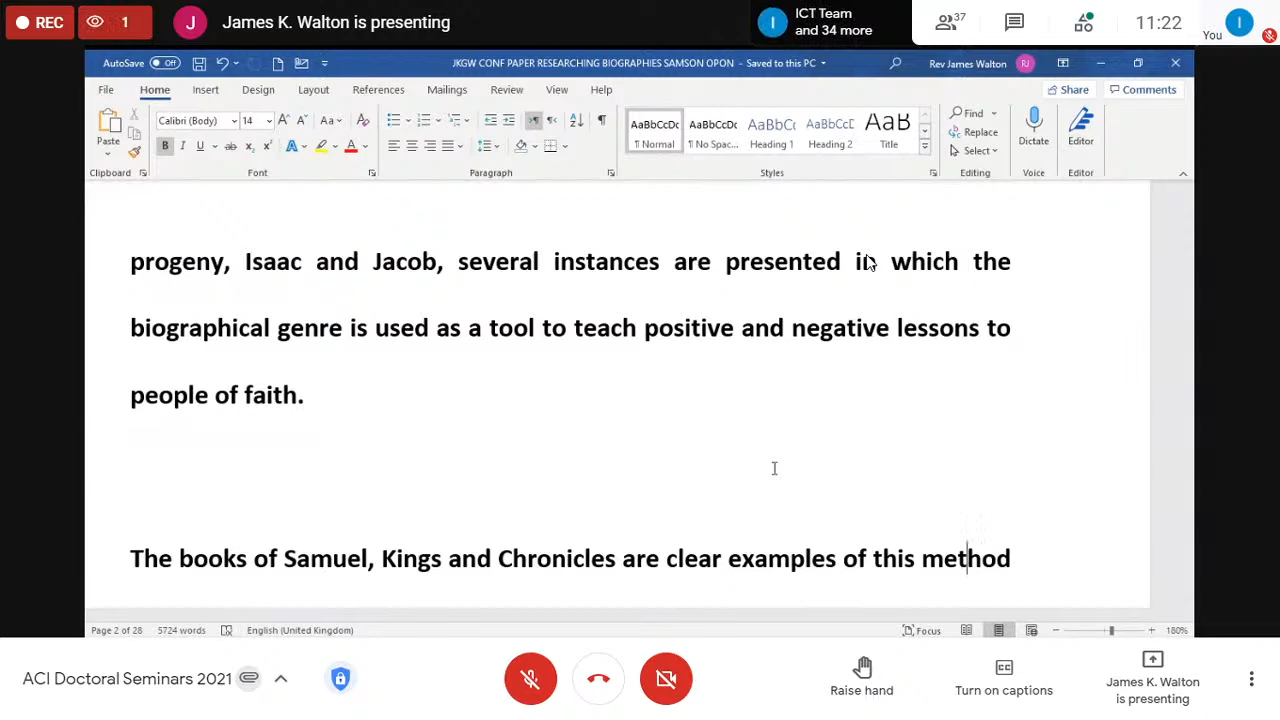 REC
1
J
James K. Walton is presenting
I
ICT Team
and 34 more
37
11:22
You
I
AutoSave
Off
JKGW CONF PAPER RESEARCHING BIOGRAPHIES SAMSON OPON - Saved to this PC
Rev James Walton
RJ
File Home Insert Design Layout References Mailings Review View Help
Share
Comments
Paste
Calibri (Body)
14
Aa
B I U ab x₂ x²
A
A
AaBbCcDc
¶ Normal
AaBbCcDc
¶ No Spac...
AaBbCc
Heading 1
AaBbCcD
Heading 2
AaB
Title
Find
Replace
Select
Dictate
Editor
Clipboard
Font
Paragraph
Styles
Editing
Voice
Editor
progeny, Isaac and Jacob, several instances are presented in which the
biographical genre is used as a tool to teach positive and negative lessons to
people of faith.
The books of Samuel, Kings and Chronicles are clear examples of this method
Page 2 of 28
5724 words
English (United Kingdom)
Focus
180%
ACI Doctoral Seminars 2021
Raise hand
CC
Turn on captions
James K. Walton
is presenting